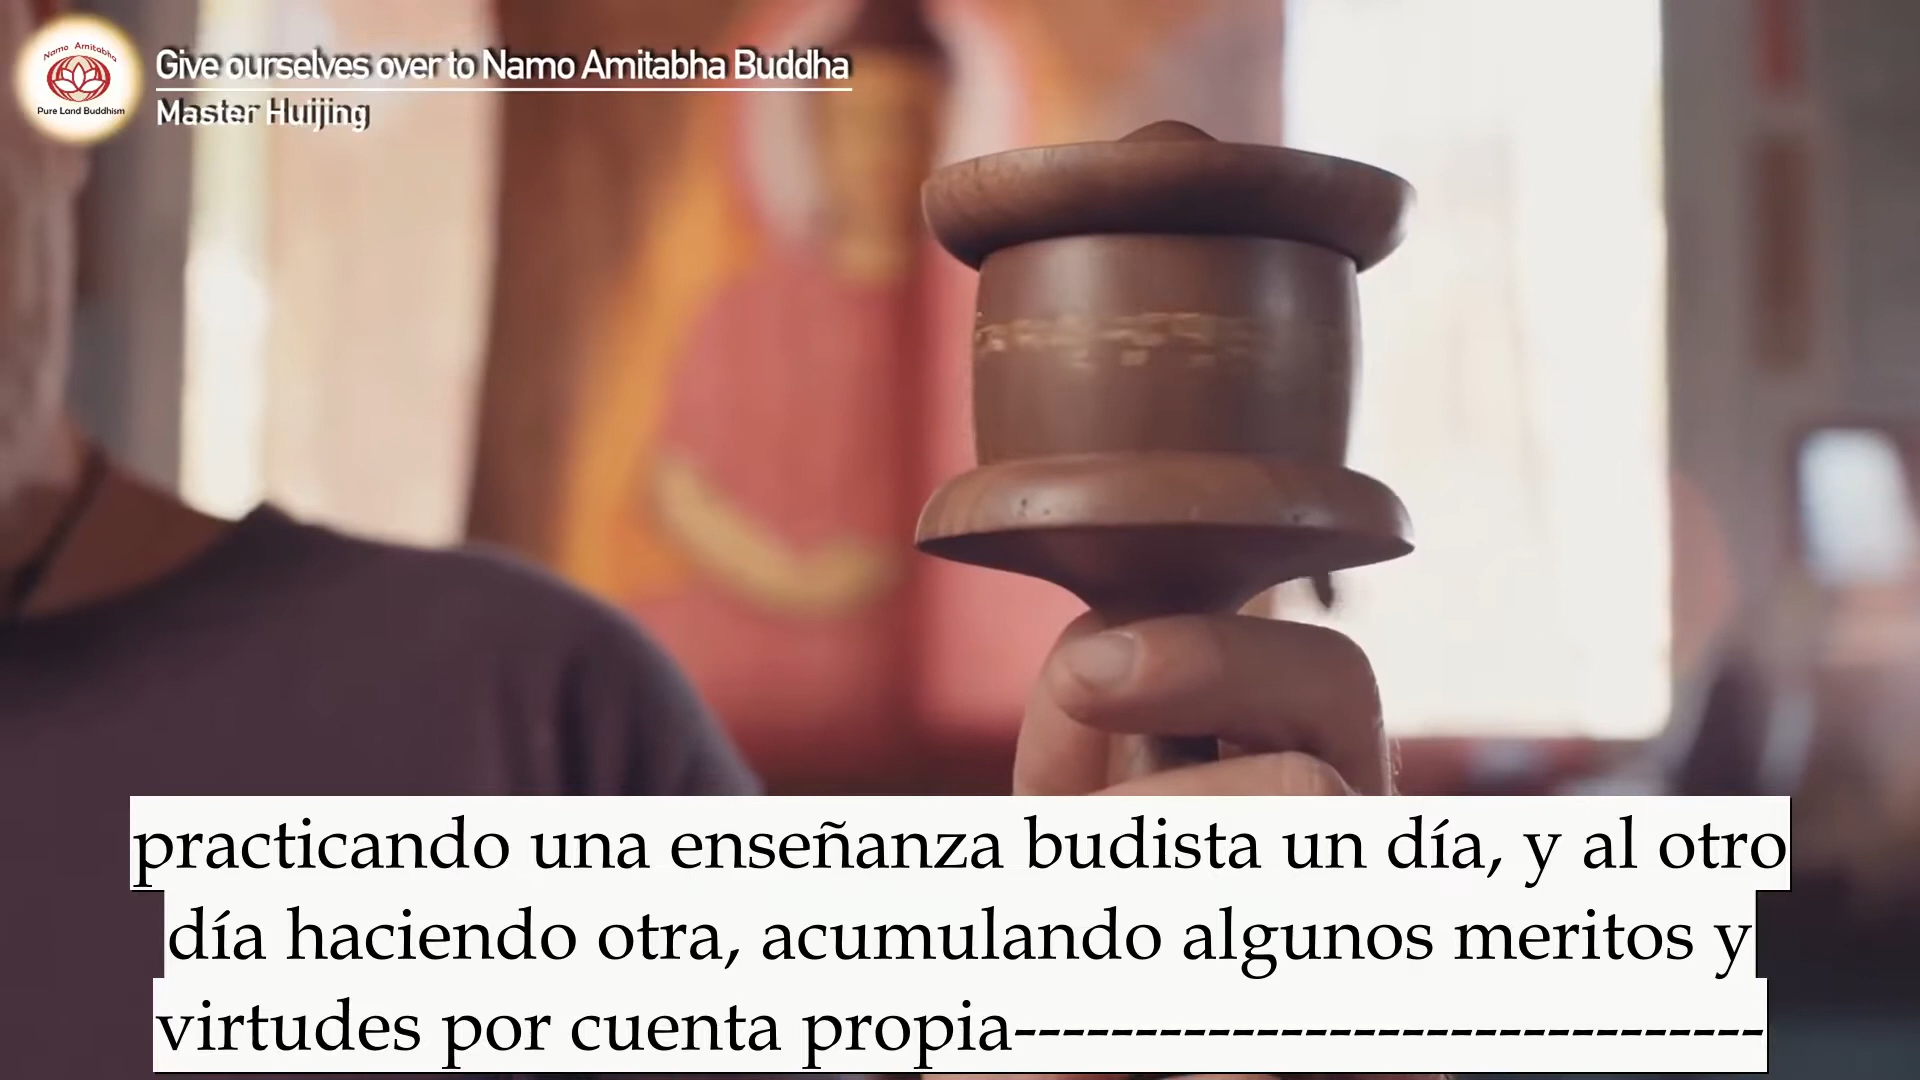 Namo Amitabha
Pure Land Buddhism
Give ourselves over to Namo Amitabha Buddha
Master Huijing
practicando una enseñanza budista un día, y al otro
día haciendo otra, acumulando algunos meritos y
virtudes por cuenta propia-------------------------------